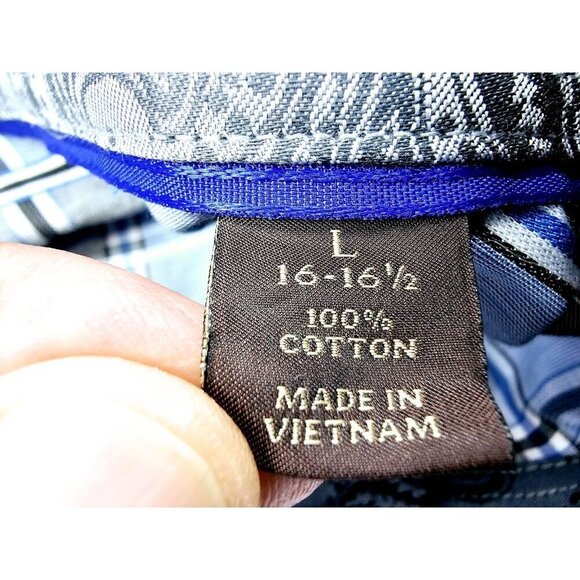 L
16-16½
100%
COTTON
MADE IN
VIETNAM